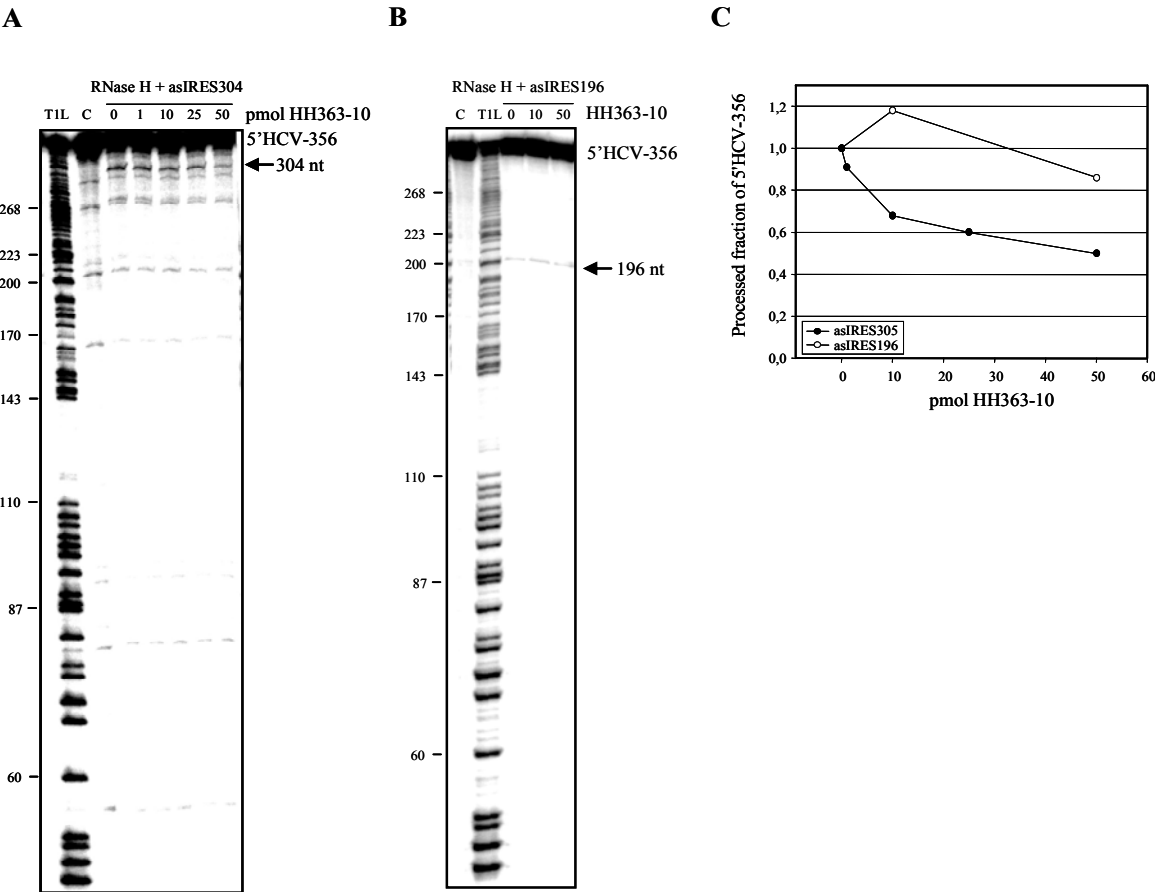 A
RNase H + asIRES304
T1L C 0 1 10 25 50 pmol HH363-10
5'HCV-356
304 nt
268
223
200
170
143
110
87
60
B
RNase H + asIRES196
C T1L 0 10 50 HH363-10
5'HCV-356
268
223
200
196 nt
170
143
110
87
60
C
Processed fraction of 5'HCV-356
1,2
1,0
0,8
0,6
0,4
0,2
0,0
asIRES305
asIRES196
0 10 20 30 40 50 60
pmol HH363-10